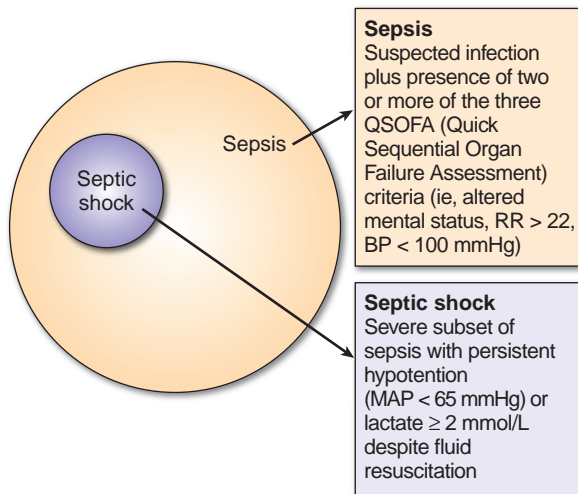 Sepsis
Septic
shock
Sepsis
Suspected infection
plus presence of two
or more of the three
QSOFA (Quick
Sequential Organ
Failure Assessment)
criteria (ie, altered
mental status, RR > 22,
BP < 100 mmHg)
Septic shock
Severe subset of
sepsis with persistent
hypotention
(MAP < 65 mmHg) or
lactate ≥ 2 mmol/L
despite fluid
resuscitation